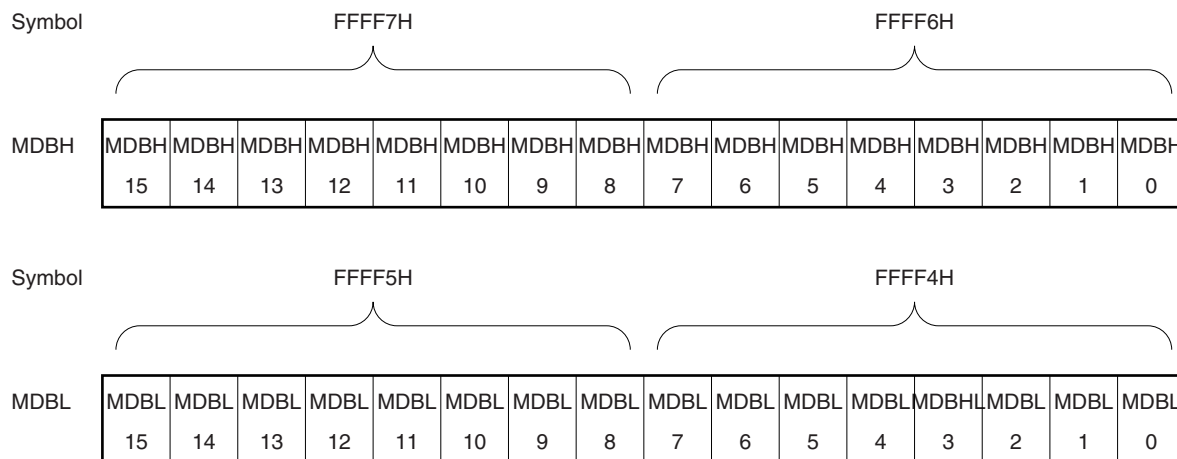 Symbol FFFF7H FFFF6H
MDBH MDBH MDBH MDBH MDBH MDBH MDBH MDBH MDBH MDBH MDBH MDBH MDBH MDBH MDBH MDBH MDBH
15 14 13 12 11 10 9 8 7 6 5 4 3 2 1 0
Symbol FFFF5H FFFF4H
MDBL MDBL MDBL MDBL MDBL MDBL MDBL MDBL MDBL MDBL MDBL MDBL MDBL MDBHL MDBL MDBL MDBL
15 14 13 12 11 10 9 8 7 6 5 4 3 2 1 0